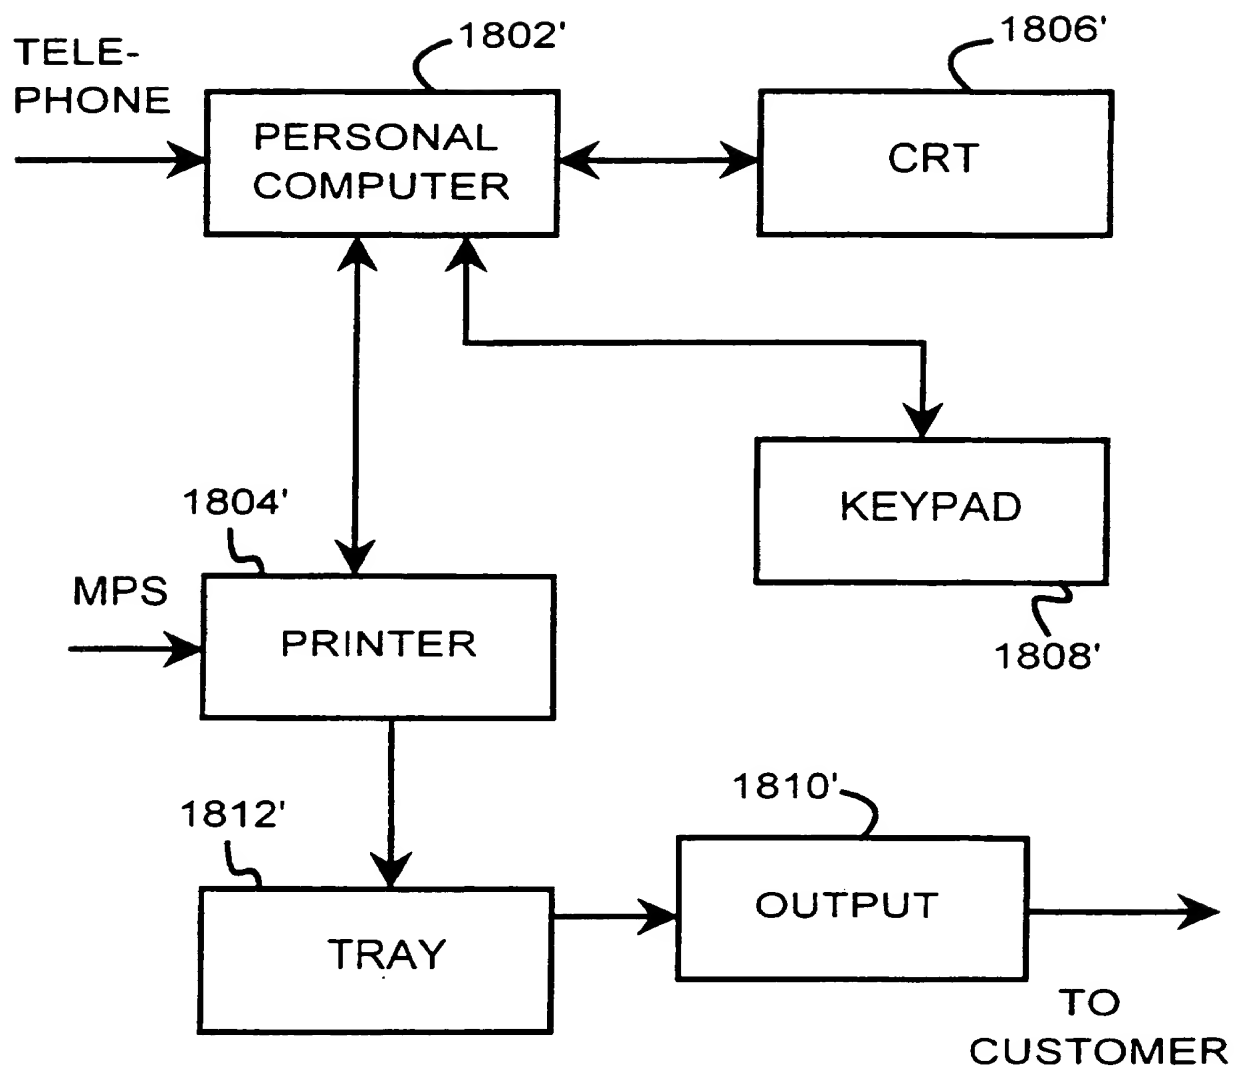 1802'
1806'
TELE-
PHONE
PERSONAL
COMPUTER
CRT
KEYPAD
1808'
1804'
MPS
PRINTER
1812'
1810'
TRAY
OUTPUT
TO
CUSTOMER